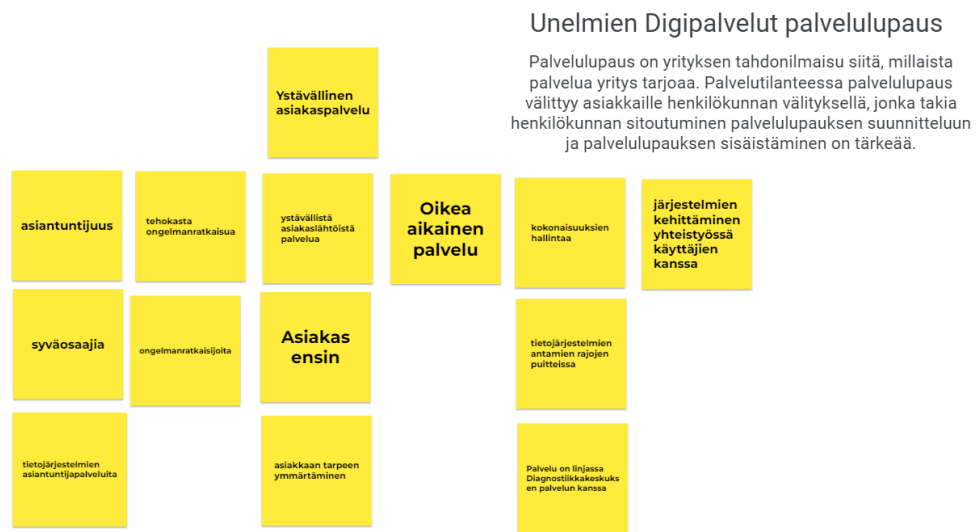 Unelmien Digipalvelut palvelulupaus
Palvelulupaus on yrityksen tahdonilmaisu siitä, millaista
palvelua yritys tarjoaa. Palvelutilanteessa palvelulupaus
välittyy asiakkaille henkilökunnan välityksellä, jonka takia
henkilökunnan sitoutuminen palvelulupauksen suunnitteluun
ja palvelulupauksen sisäistäminen on tärkeää.
Ystävällinen
asiakaspalvelu
asiantuntijuus
tehokasta
ongelmanratkaisua
ystävällistä
asiakaslähtöistä
palvelua
Oikea
aikainen
palvelu
kokonaisuuksien
hallintaa
järjestelmien
kehittäminen
yhteistyössä
käyttäjien
kanssa
syväosaajia
ongelmanratkaisijoita
Asiakas
ensin
tietojärjestelmien
antamien rajojen
puitteissa
tietojärjestelmien
asiantuntijapalveluita
asiakkaan tarpeen
ymmärtäminen
Palvelu on linjassa
Diagnostiikkakeskuks
en palvelun kanssa